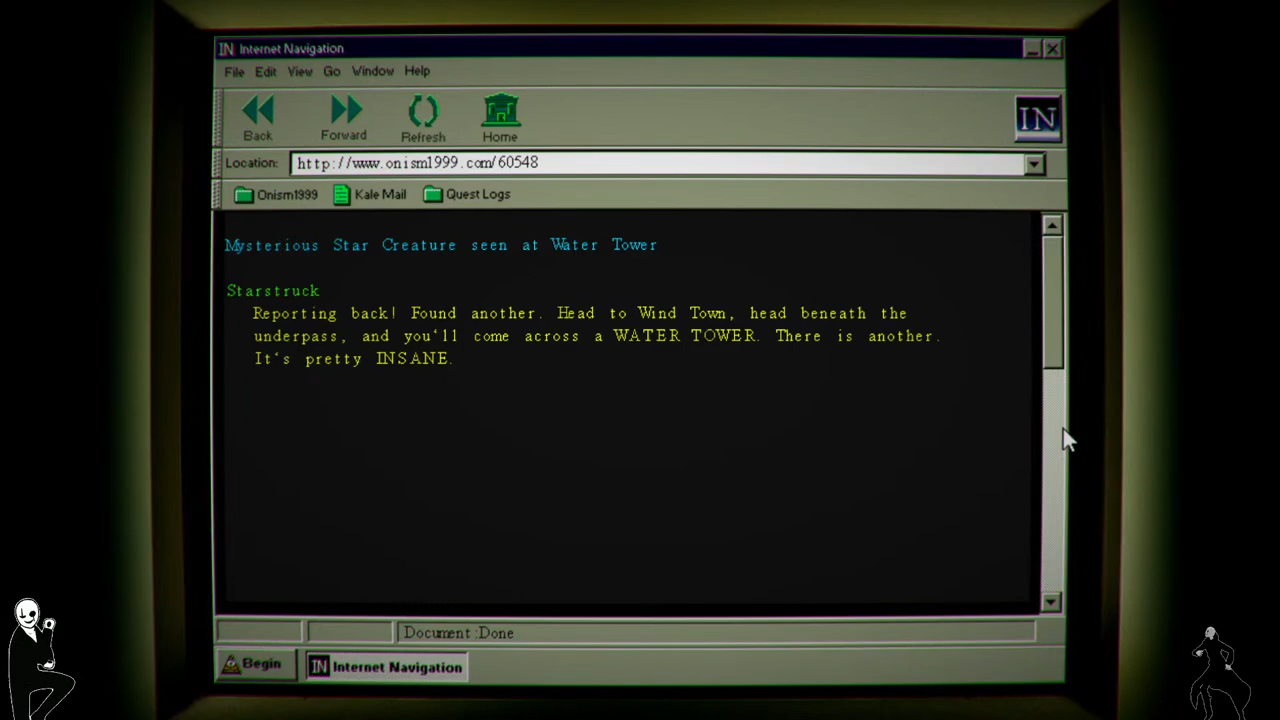 IN Internet Navigation
File Edit View Go Window Help
Back Forward Refresh Home
IN
Location: http://www.onism1999.com/60548
Onism1999 Kale Mail Quest Logs
Mysterious Star Creature seen at Water Tower
Starstruck
Reporting back! Found another. Head to Wind Town, head beneath the
underpass, and you'll come across a WATER TOWER. There is another.
It's pretty INSANE.
Document :Done
Begin IN Internet Navigation